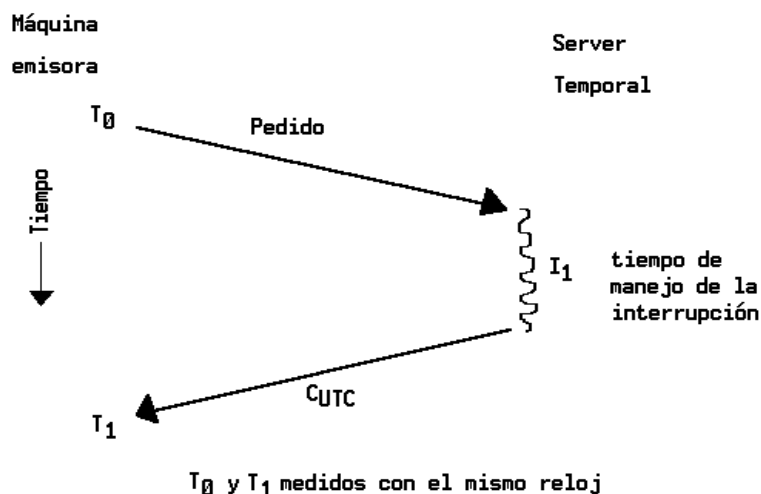 Máquina
emisora
Server
Temporal
T0
Pedido
Tiempo
I1
tiempo de
manejo de la
interrupción
CUTC
T1
T0 y T1 medidos con el mismo reloj